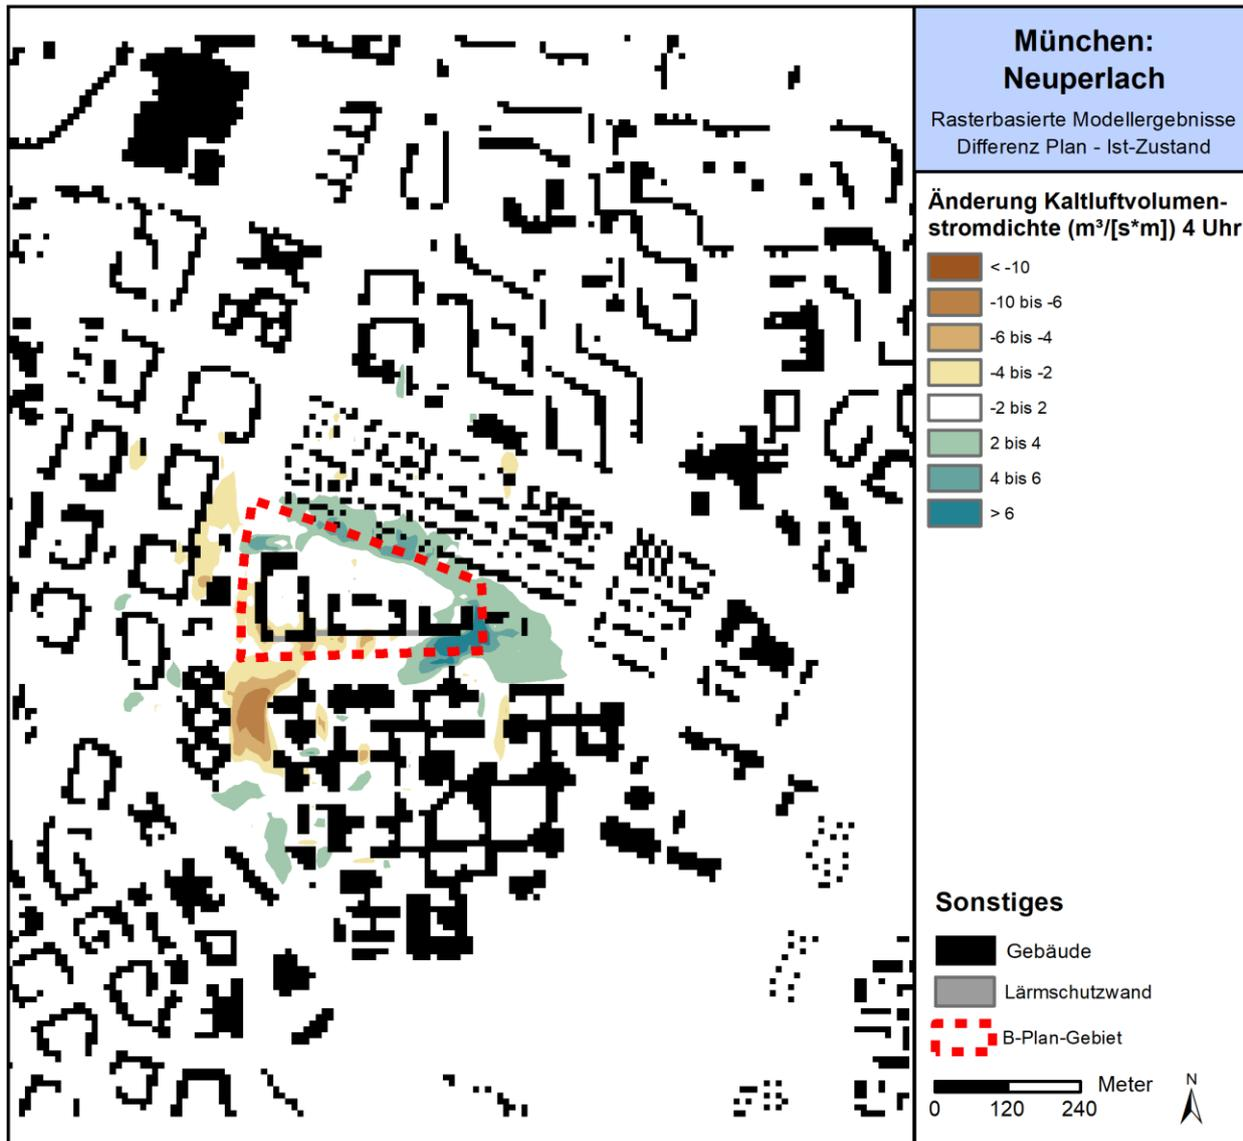 München:
Neuperlach
Rasterbasierte Modellergebnisse
Differenz Plan - Ist-Zustand
Änderung Kaltluftvolumen-
stromdichte (m³/[s*m]) 4 Uhr
< -10
-10 bis -6
-6 bis -4
-4 bis -2
-2 bis 2
2 bis 4
4 bis 6
> 6
Sonstiges
Gebäude
Lärmschutzwand
B-Plan-Gebiet
Meter
0 120 240
N